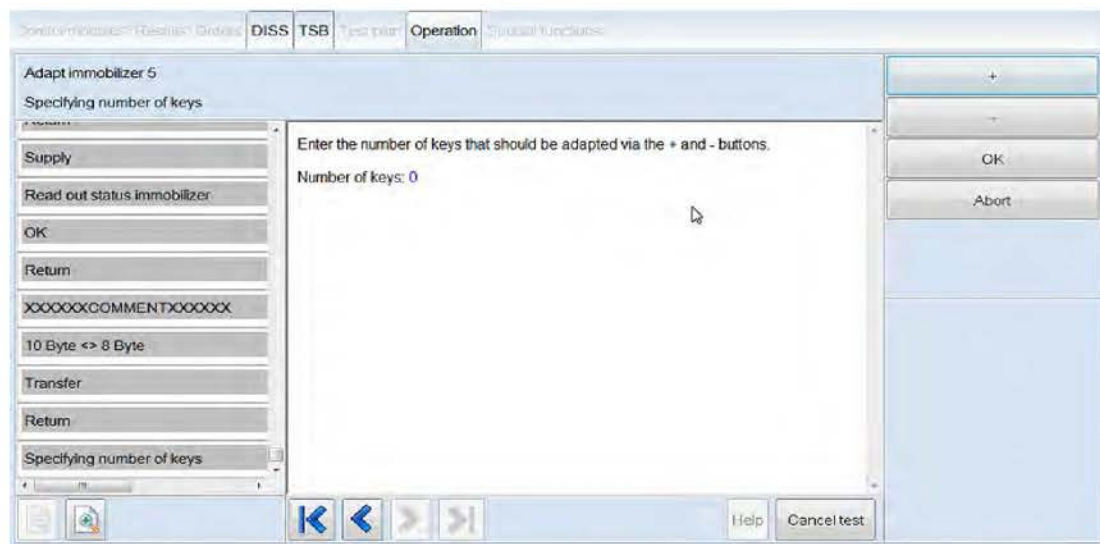 DISS TSB Operation
Adapt immobilizer 5
Specifying number of keys
Return
Supply
Read out status immobilizer
OK
Return
XXXXXXCOMMENTXXXXXX
10 Byte <> 8 Byte
Transfer
Return
Specifying number of keys
Enter the number of keys that should be adapted via the + and - buttons.
Number of keys: 0
+
-
OK
Abort
Help
Cancel test